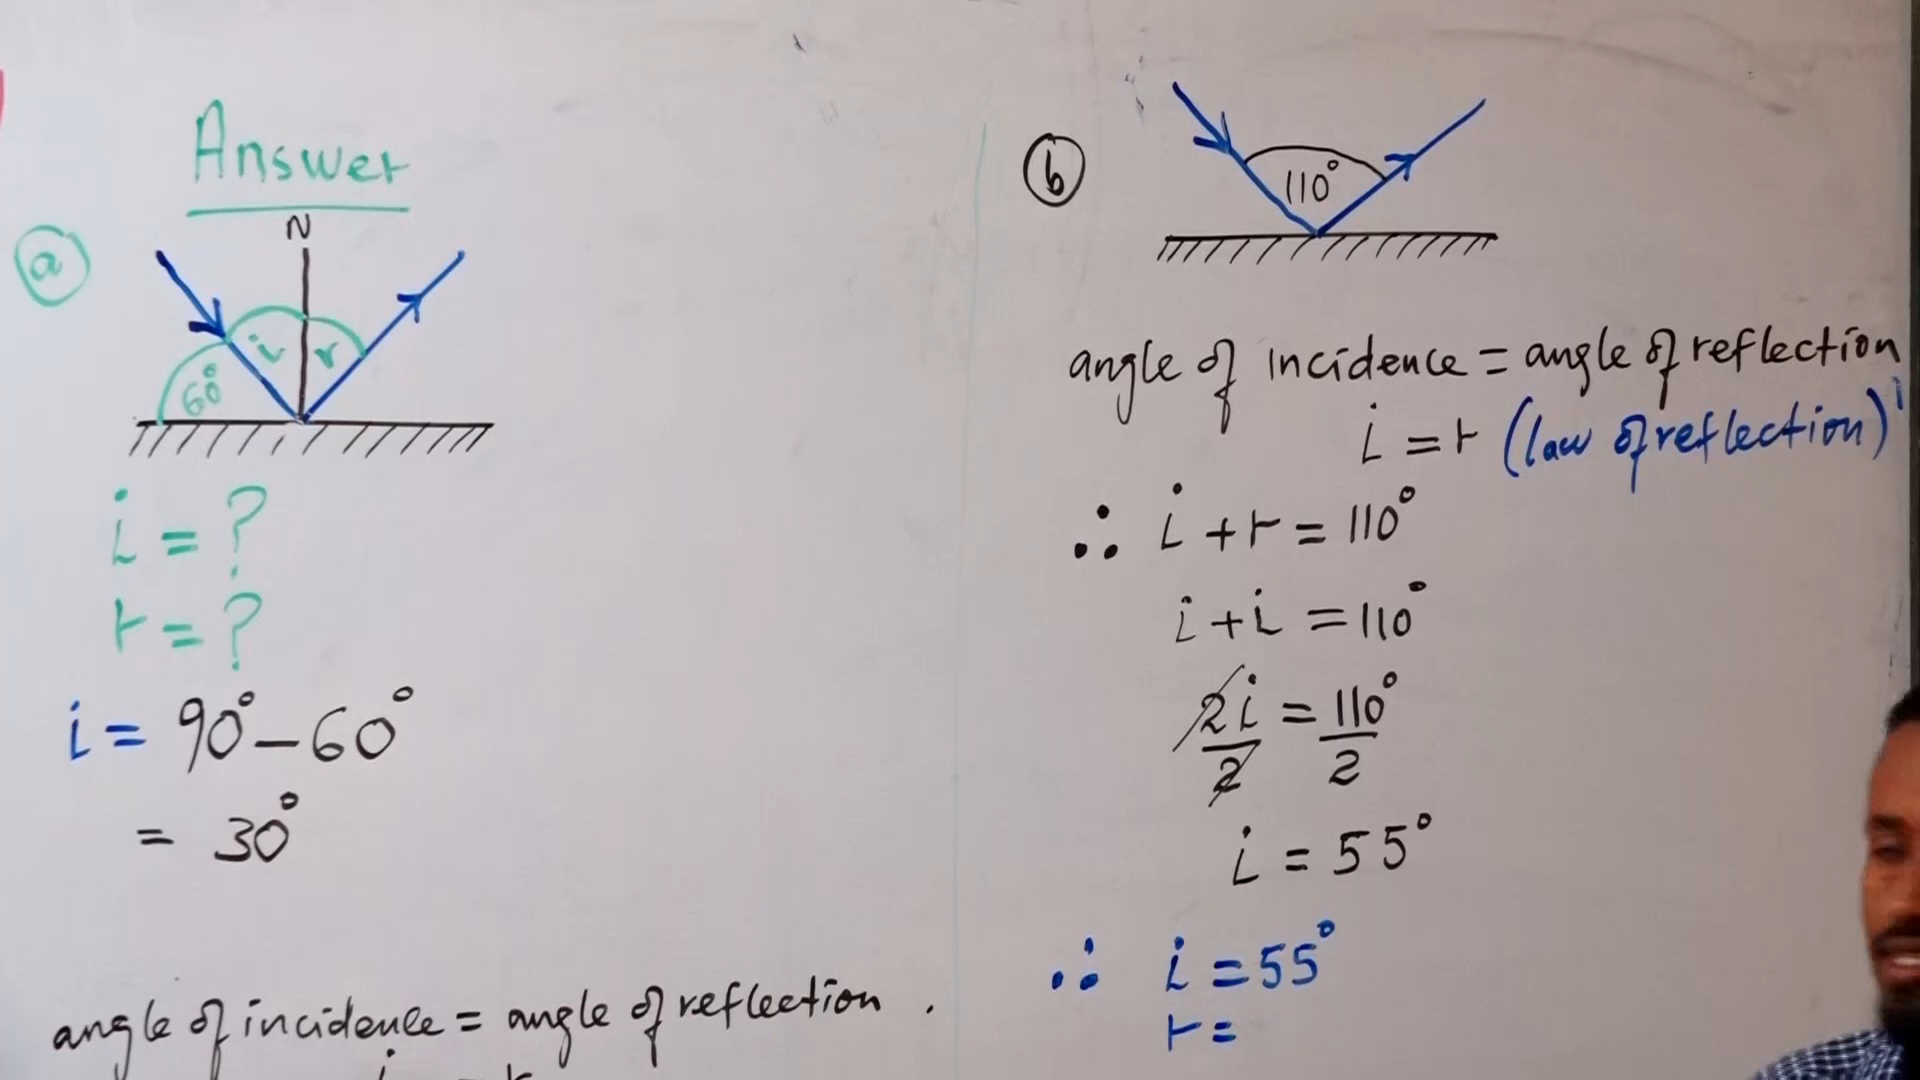 Answer
a
N
i r
60°
i = ?
r = ?
i = 90° - 60°
= 30°
angle of incidence = angle of reflection .
b
110°
angle of incidence = angle of reflection
i = r (law of reflection)
∴ i + r = 110°
i + i = 110°
2i = 110°
2 2
i = 55°
∴ i = 55°
r =